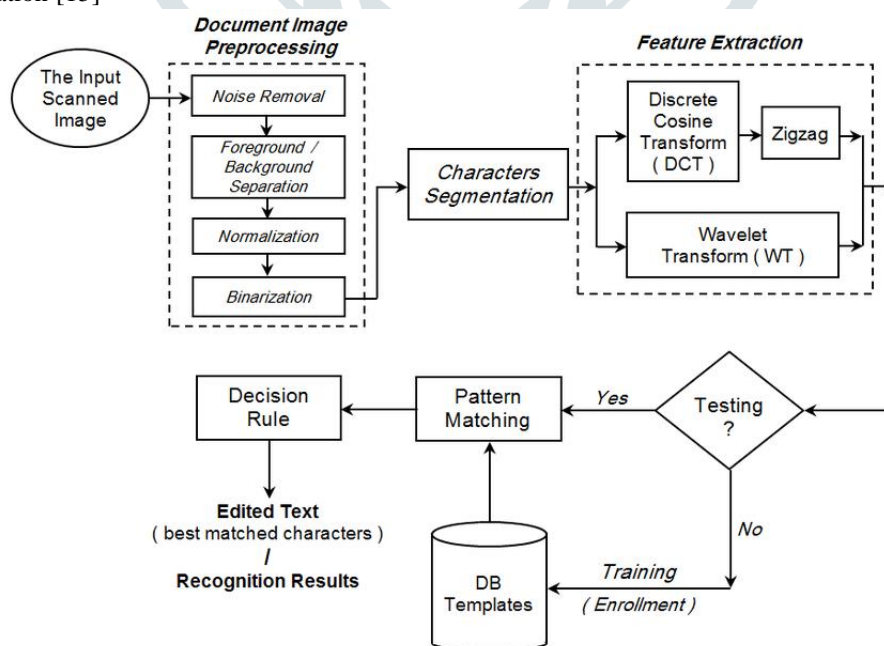 Document Image
Preprocessing
Feature Extraction
The Input
Scanned
Image
Noise Removal
Foreground /
Background
Separation
Normalization
Binarization
Characters
Segmentation
Discrete
Cosine
Transform
( DCT )
Zigzag
Wavelet
Transform ( WT )
Decision
Rule
Pattern
Matching
Yes
Testing
?
No
Edited Text
( best matched characters )
/
Recognition Results
DB
Templates
Training
( Enrollment )